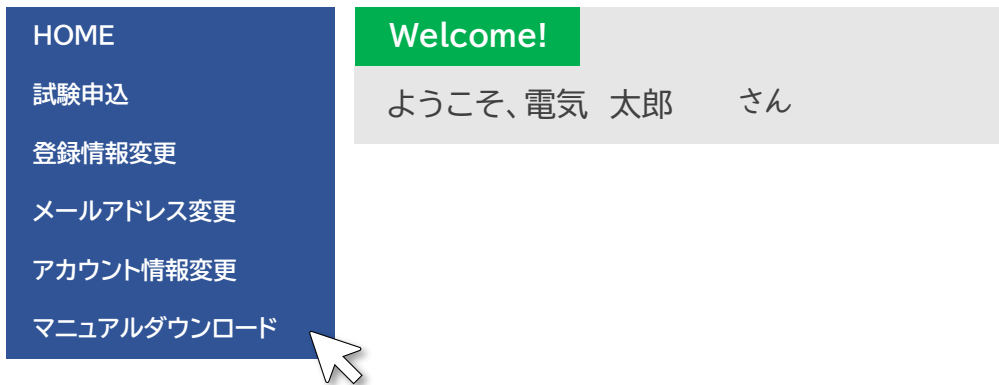 HOME
試験申込
登録情報変更
メールアドレス変更
アカウント情報変更
マニュアルダウンロード
Welcome!
ようこそ、電気　太郎　　さん